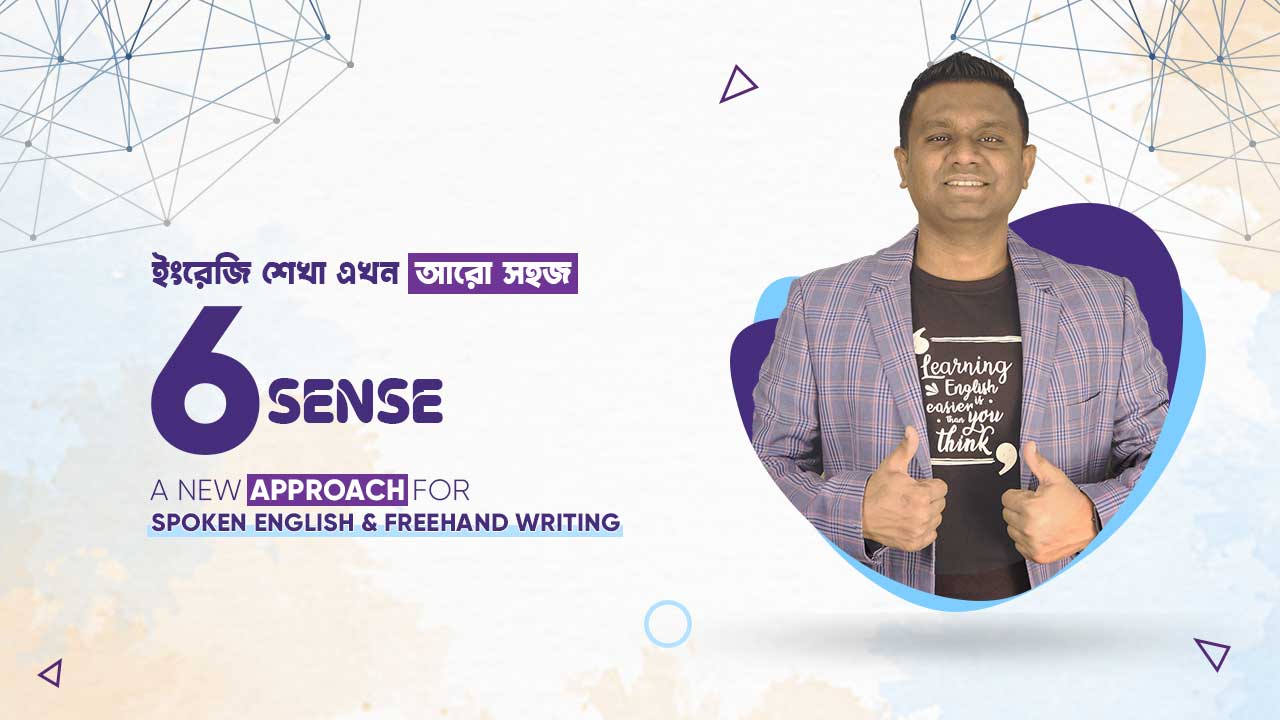 ইংরেজি শেখা এখন আরো সহজ
6 SENSE
A NEW APPROACH FOR
SPOKEN ENGLISH & FREEHAND WRITING
Learning
English
is
easier
than you
think